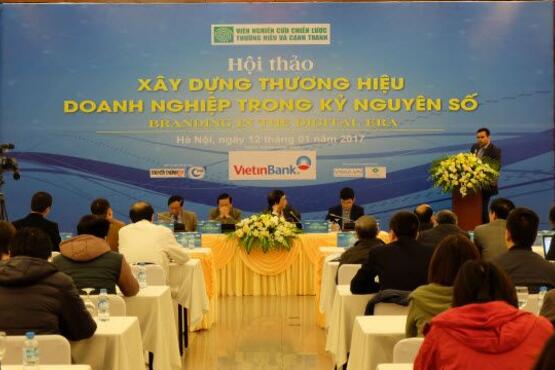 VIỆN NGHIÊN CỨU CHIẾN LƯỢC
THƯƠNG HIỆU VÀ CẠNH TRANH
Hội thảo
XÂY DỰNG THƯƠNG HIỆU
DOANH NGHIỆP TRONG KỶ NGUYÊN SỐ
BRANDING IN THE DIGITAL ERA
Hà Nội, ngày 12 tháng 01 năm 2017
VietinBank